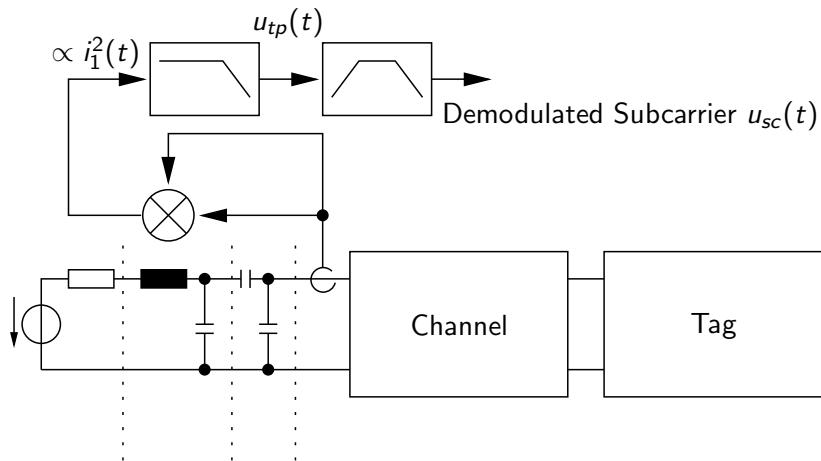 u_tp(t)
∝ i_1^2(t)
Demodulated Subcarrier u_sc(t)
Channel
Tag